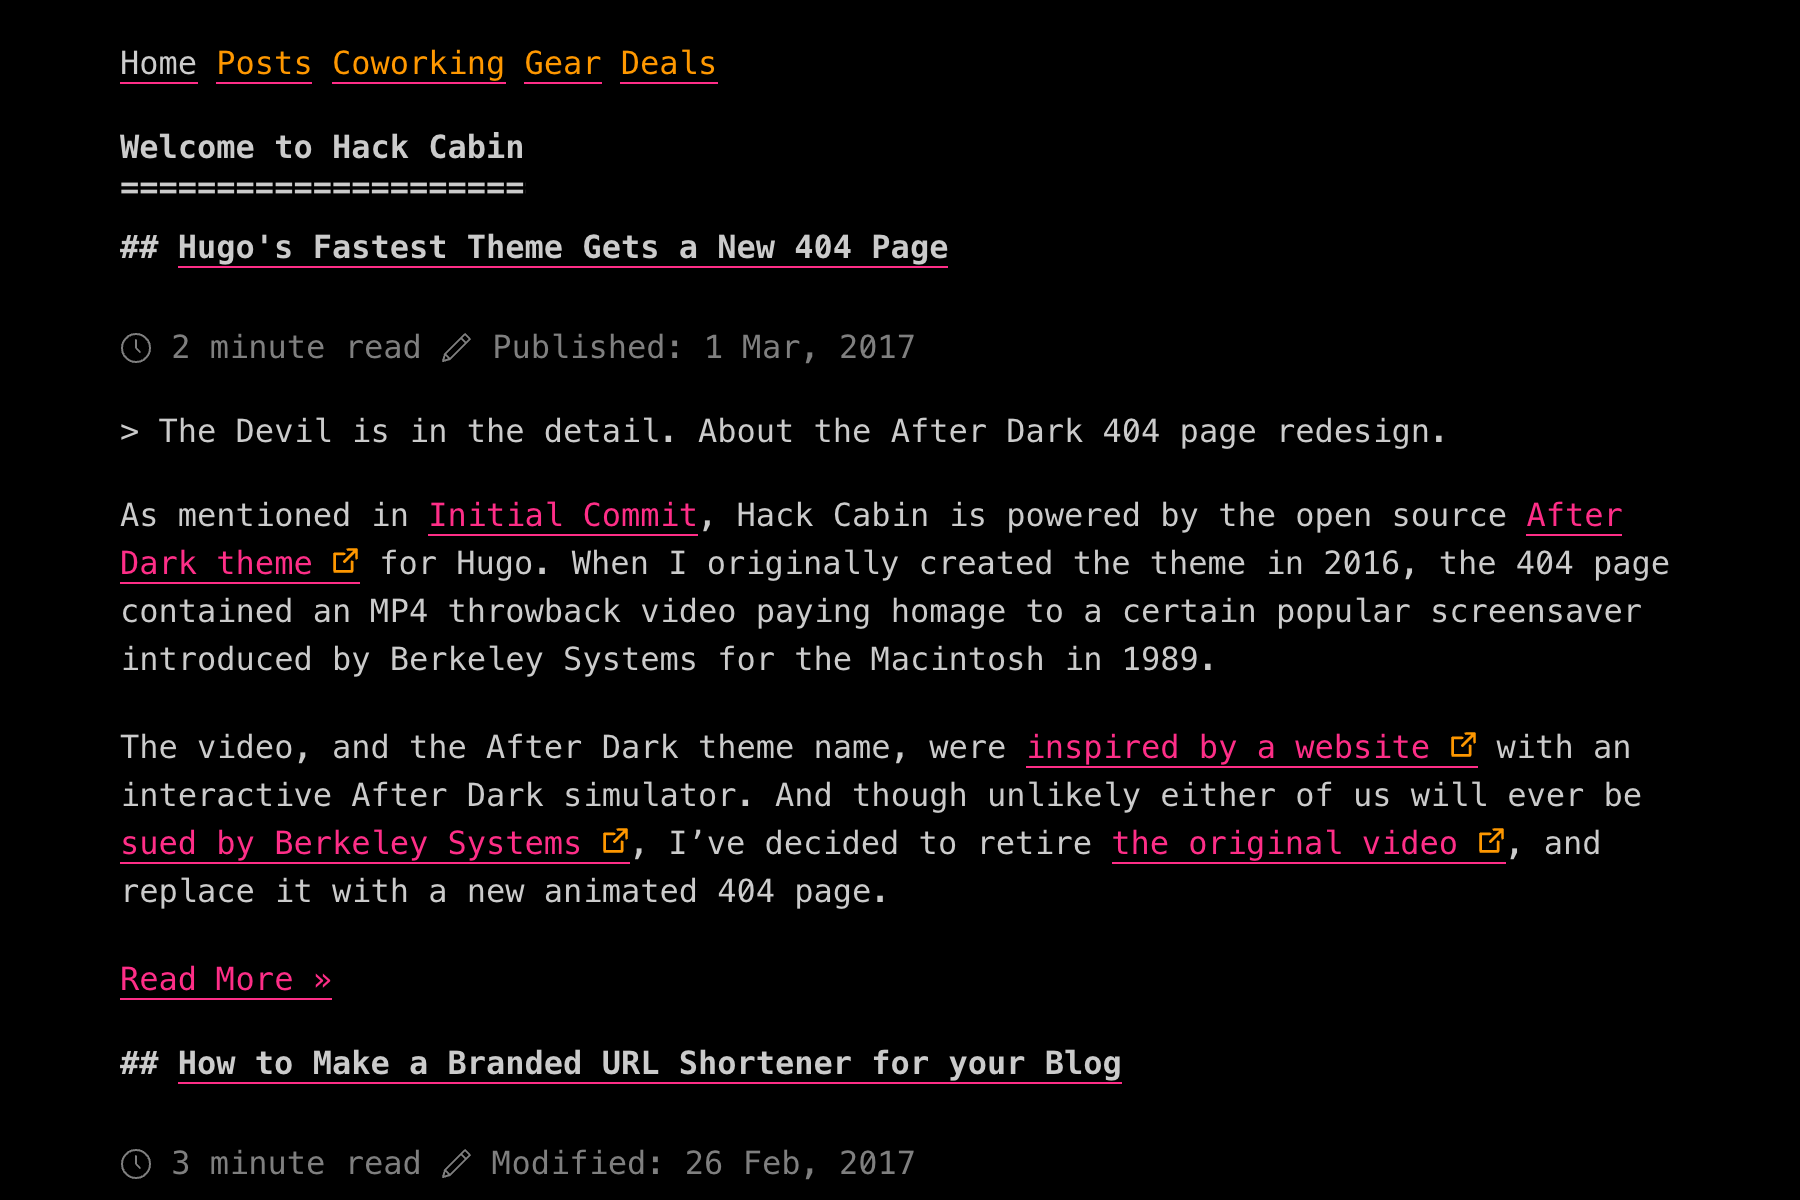 Home Posts Coworking Gear Deals
Welcome to Hack Cabin
=====================
## Hugo's Fastest Theme Gets a New 404 Page
2 minute read Published: 1 Mar, 2017
> The Devil is in the detail. About the After Dark 404 page redesign.
As mentioned in Initial Commit, Hack Cabin is powered by the open source After
Dark theme for Hugo. When I originally created the theme in 2016, the 404 page
contained an MP4 throwback video paying homage to a certain popular screensaver
introduced by Berkeley Systems for the Macintosh in 1989.
The video, and the After Dark theme name, were inspired by a website with an
interactive After Dark simulator. And though unlikely either of us will ever be
sued by Berkeley Systems, I’ve decided to retire the original video, and
replace it with a new animated 404 page.
Read More »
## How to Make a Branded URL Shortener for your Blog
3 minute read Modified: 26 Feb, 2017